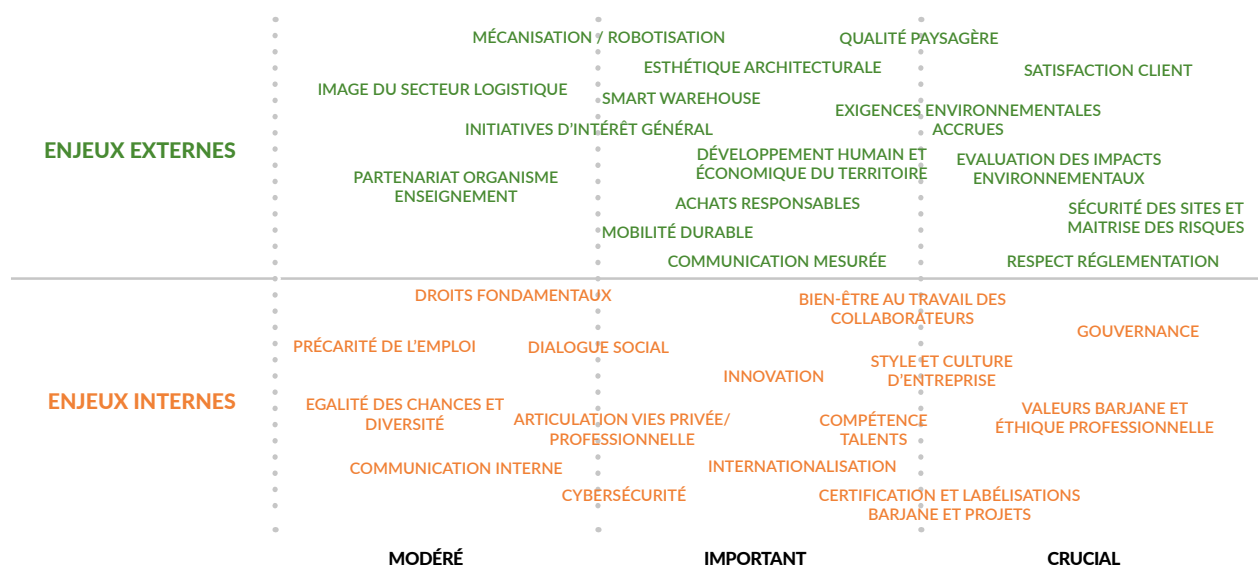 MÉCANISATION / ROBOTISATION
QUALITÉ PAYSAGÈRE
ESTHÉTIQUE ARCHITECTURALE
SATISFACTION CLIENT
IMAGE DU SECTEUR LOGISTIQUE
SMART WAREHOUSE
EXIGENCES ENVIRONNEMENTALES
ACCRUES
INITIATIVES D'INTÉRÊT GÉNÉRAL
ENJEUX EXTERNES
DÉVELOPPEMENT HUMAIN ET
ÉCONOMIQUE DU TERRITOIRE
EVALUATION DES IMPACTS
ENVIRONNEMENTAUX
PARTENARIAT ORGANISME
ENSEIGNEMENT
ACHATS RESPONSABLES
SÉCURITÉ DES SITES ET
MAITRISE DES RISQUES
MOBILITÉ DURABLE
COMMUNICATION MESURÉE
RESPECT RÉGLEMENTATION
DROITS FONDAMENTAUX
BIEN-ÊTRE AU TRAVAIL DES
COLLABORATEURS
GOUVERNANCE
PRÉCARITÉ DE L'EMPLOI
DIALOGUE SOCIAL
STYLE ET CULTURE
D'ENTREPRISE
INNOVATION
ENJEUX INTERNES
EGALITÉ DES CHANCES ET
DIVERSITÉ
ARTICULATION VIES PRIVÉE/
PROFESSIONNELLE
COMPÉTENCE
TALENTS
VALEURS BARJANE ET
ÉTHIQUE PROFESSIONNELLE
COMMUNICATION INTERNE
INTERNATIONALISATION
CYBERSÉCURITÉ
CERTIFICATION ET LABÉLISATIONS
BARJANE ET PROJETS
MODÉRÉ
IMPORTANT
CRUCIAL